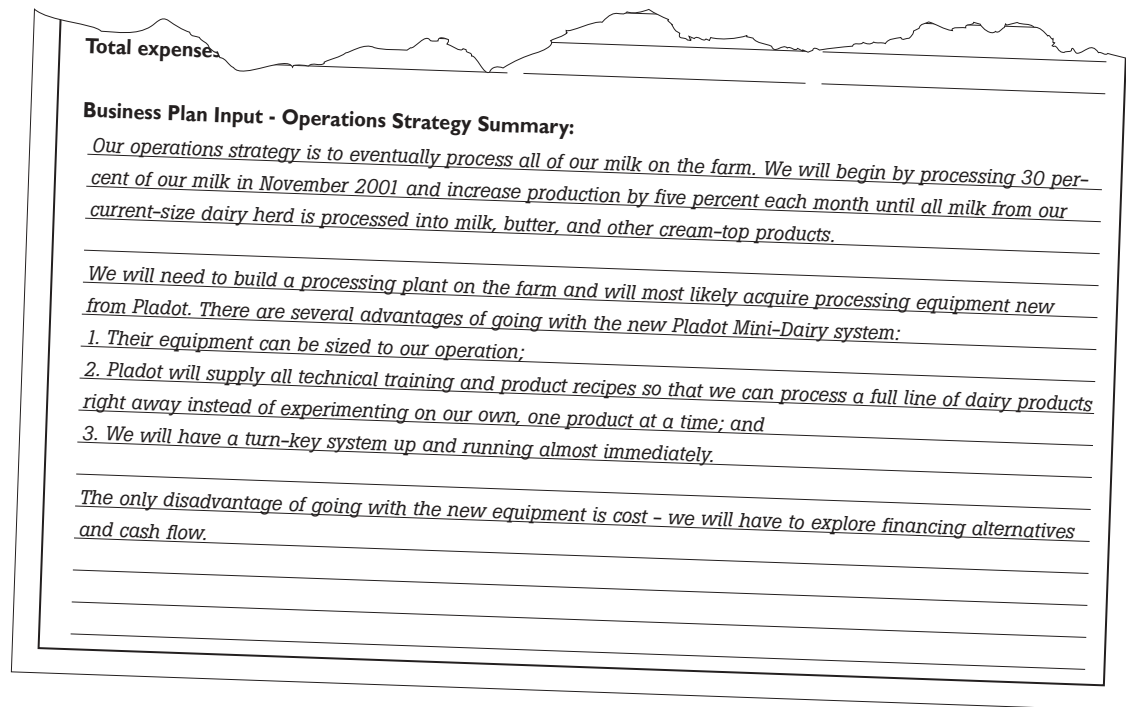 Total expenses
Business Plan Input - Operations Strategy Summary:
Our operations strategy is to eventually process all of our milk on the farm. We will begin by processing 30 per-
cent of our milk in November 2001 and increase production by five percent each month until all milk from our
current-size dairy herd is processed into milk, butter, and other cream-top products.
We will need to build a processing plant on the farm and will most likely acquire processing equipment new
from Pladot. There are several advantages of going with the new Pladot Mini-Dairy system:
1. Their equipment can be sized to our operation;
2. Pladot will supply all technical training and product recipes so that we can process a full line of dairy products
right away instead of experimenting on our own, one product at a time; and
3. We will have a turn-key system up and running almost immediately.
The only disadvantage of going with the new equipment is cost – we will have to explore financing alternatives
and cash flow.